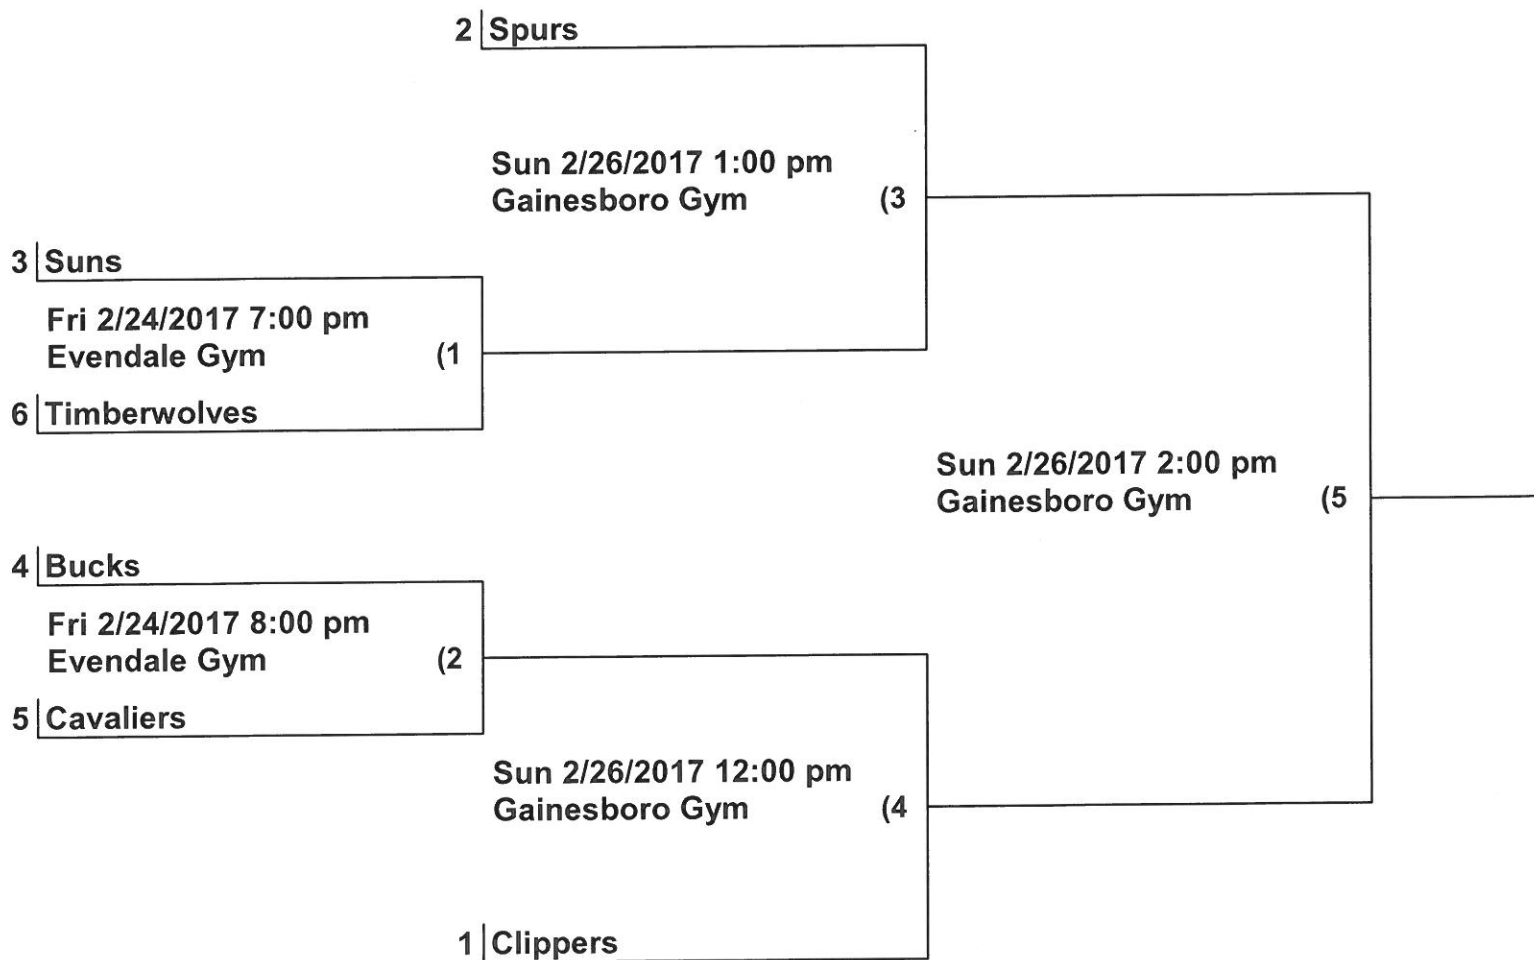 2 Spurs
Sun 2/26/2017 1:00 pm
Gainesboro Gym (3
3 Suns
Fri 2/24/2017 7:00 pm
Evendale Gym (1
6 Timberwolves
Sun 2/26/2017 2:00 pm
Gainesboro Gym (5
4 Bucks
Fri 2/24/2017 8:00 pm
Evendale Gym (2
5 Cavaliers
Sun 2/26/2017 12:00 pm
Gainesboro Gym (4
1 Clippers